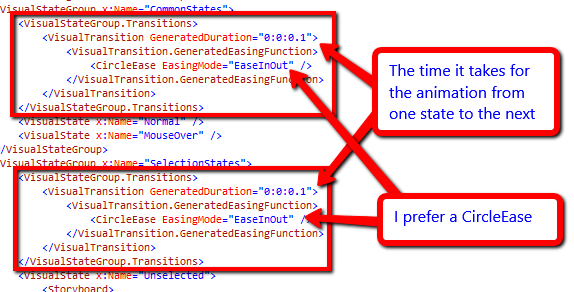 VisualStateGroup x:Name="CommonStates">
<VisualStateGroup.Transitions>
<VisualTransition GeneratedDuration="0:0:0.1">
<VisualTransition.GeneratedEasingFunction>
<CircleEase EasingMode="EaseInOut" />
</VisualTransition.GeneratedEasingFunction>
</VisualTransition>
</VisualStateGroup.Transitions>
<VisualState x:Name="Normal" />
<VisualState x:Name="MouseOver" />
/VisualStateGroup>
VisualStateGroup x:Name="SelectionStates">
<VisualStateGroup.Transitions>
<VisualTransition GeneratedDuration="0:0:0.1">
<VisualTransition.GeneratedEasingFunction>
<CircleEase EasingMode="EaseInOut" />
</VisualTransition.GeneratedEasingFunction>
</VisualTransition>
</VisualStateGroup.Transitions>
<VisualState x:Name="Unselected">
<Storyboard>
The time it takes for
the animation from
one state to the next
I prefer a CircleEase